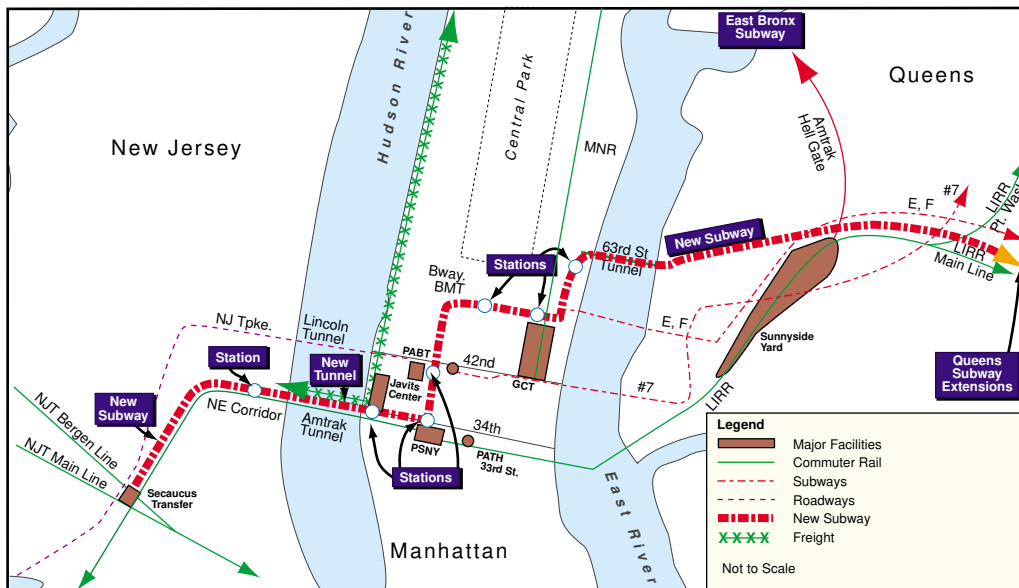 East Bronx
Subway
Queens
New Jersey
Hudson River
Central Park
MNR
Amtrak
Hell Gate
#7
LIRR
Pt. Wash
E, F
New Subway
63rd St
Tunnel
LIRR
Main Line
Stations
Bway.
BMT
NJ Tpke.
Lincoln
Tunnel
E, F
Sunnyside
Yard
PABT
42nd
Station
New
Tunnel
Javits
Center
GCT
#7
LIRR
Queens
Subway
Extensions
New
Subway
NE Corridor
Amtrak
Tunnel
34th
PSNY
PATH
33rd St.
NJT Bergen Line
NJT Main Line
Stations
Secaucus
Transfer
Manhattan
East River
Legend
Major Facilities
Commuter Rail
Subways
Roadways
New Subway
Freight
Not to Scale